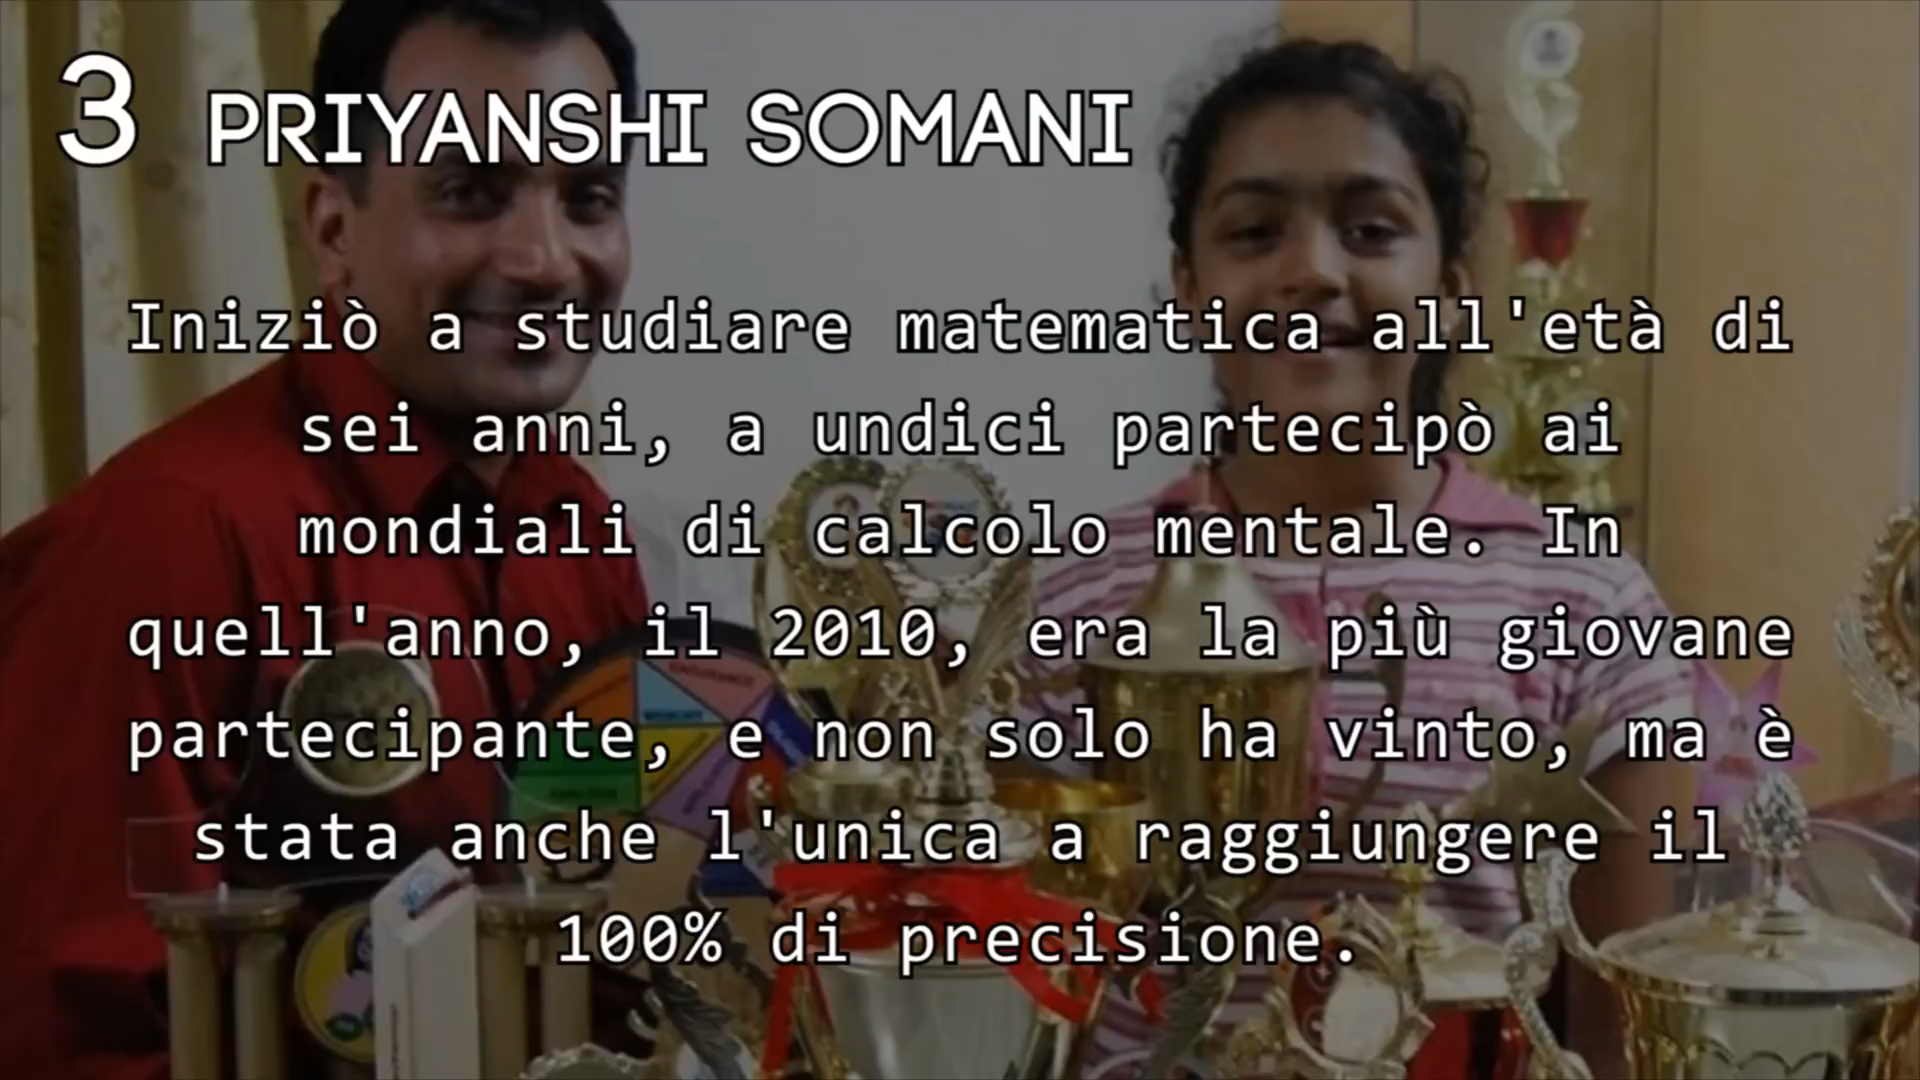 3 PRIYANSHI SOMANI
Iniziò a studiare matematica all'età di
sei anni, a undici partecipò ai
mondiali di calcolo mentale. In
quell'anno, il 2010, era la più giovane
partecipante, e non solo ha vinto, ma è
stata anche l'unica a raggiungere il
100% di precisione.